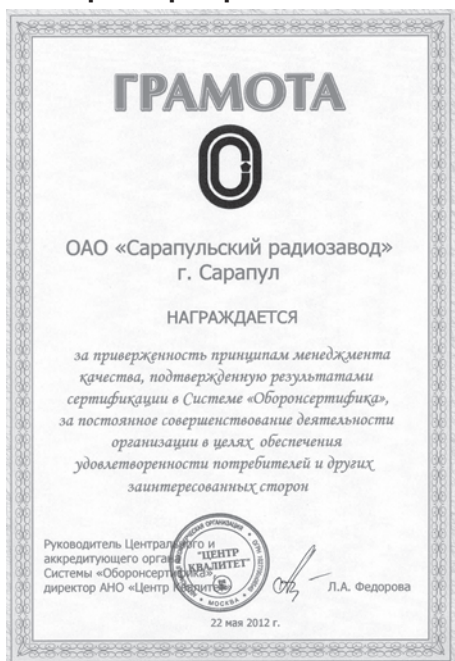 ГРАМОТА
ОАО «Сарапульский радиозавод»
г. Сарапул
НАГРАЖДАЕТСЯ
за приверженность принципам менеджмента
качества, подтвержденную результатами
сертификации в Системе «Оборонсертифика»,
за постоянное совершенствование деятельности
организации в целях обеспечения
удовлетворенности потребителей и других
заинтересованных сторон
Руководитель Центрального и
аккредитующего органа
Системы «Оборонсертифика»
директор АНО «Центр Квалитет»
"ЦЕНТР
КВАЛИТЕТ"
МОСКВА
Л.А. Федорова
22 мая 2012 г.